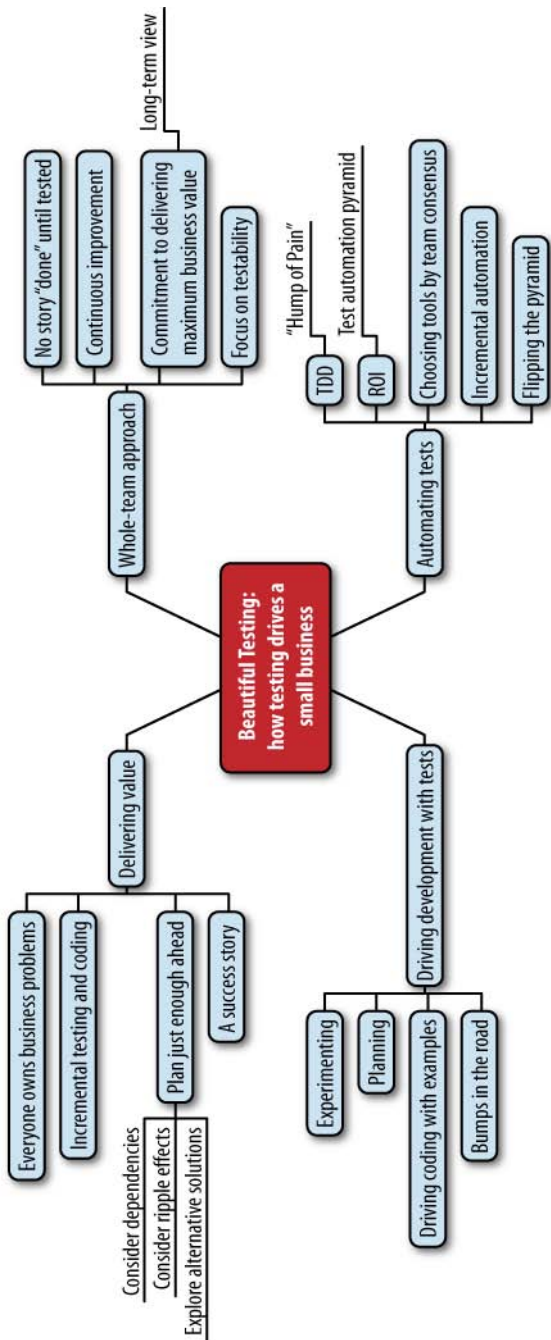 Everyone owns business problems
Incremental testing and coding
Consider dependencies
Consider ripple effects
Explore alternative solutions
Plan just enough ahead
A success story
Delivering value
No story “done” until tested
Continuous improvement
Long-term view
Commitment to delivering
maximum business value
Focus on testability
Whole-team approach
Beautiful Testing:
how testing drives a
small business
Experimenting
Planning
Driving coding with examples
Bumps in the road
Driving development with tests
“Hump of Pain”
TDD
Test automation pyramid
ROI
Choosing tools by team consensus
Incremental automation
Flipping the pyramid
Automating tests